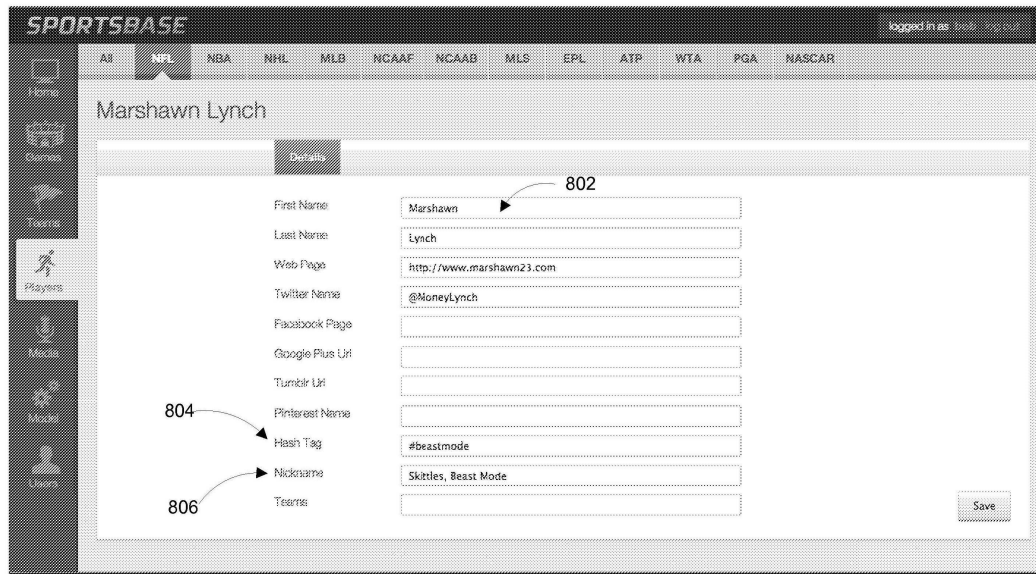 SPORTSBASE
logged in as bob log out
All NFL NBA NHL MLB NCAAF NCAAB MLS EPL ATP WTA PGA NASCAR
Home
Games
Teams
Players
Media
Model
Users
Marshawn Lynch
Details
802
First Name Marshawn
Last Name Lynch
Web Page http://www.marshawn23.com
Twitter Name @MoneyLynch
Facebook Page
Google Plus Url
Tumblr Url
Pinterest Name
804
Hash Tag #beastmode
Nickname Skittles, Beast Mode
806
Teams
Save